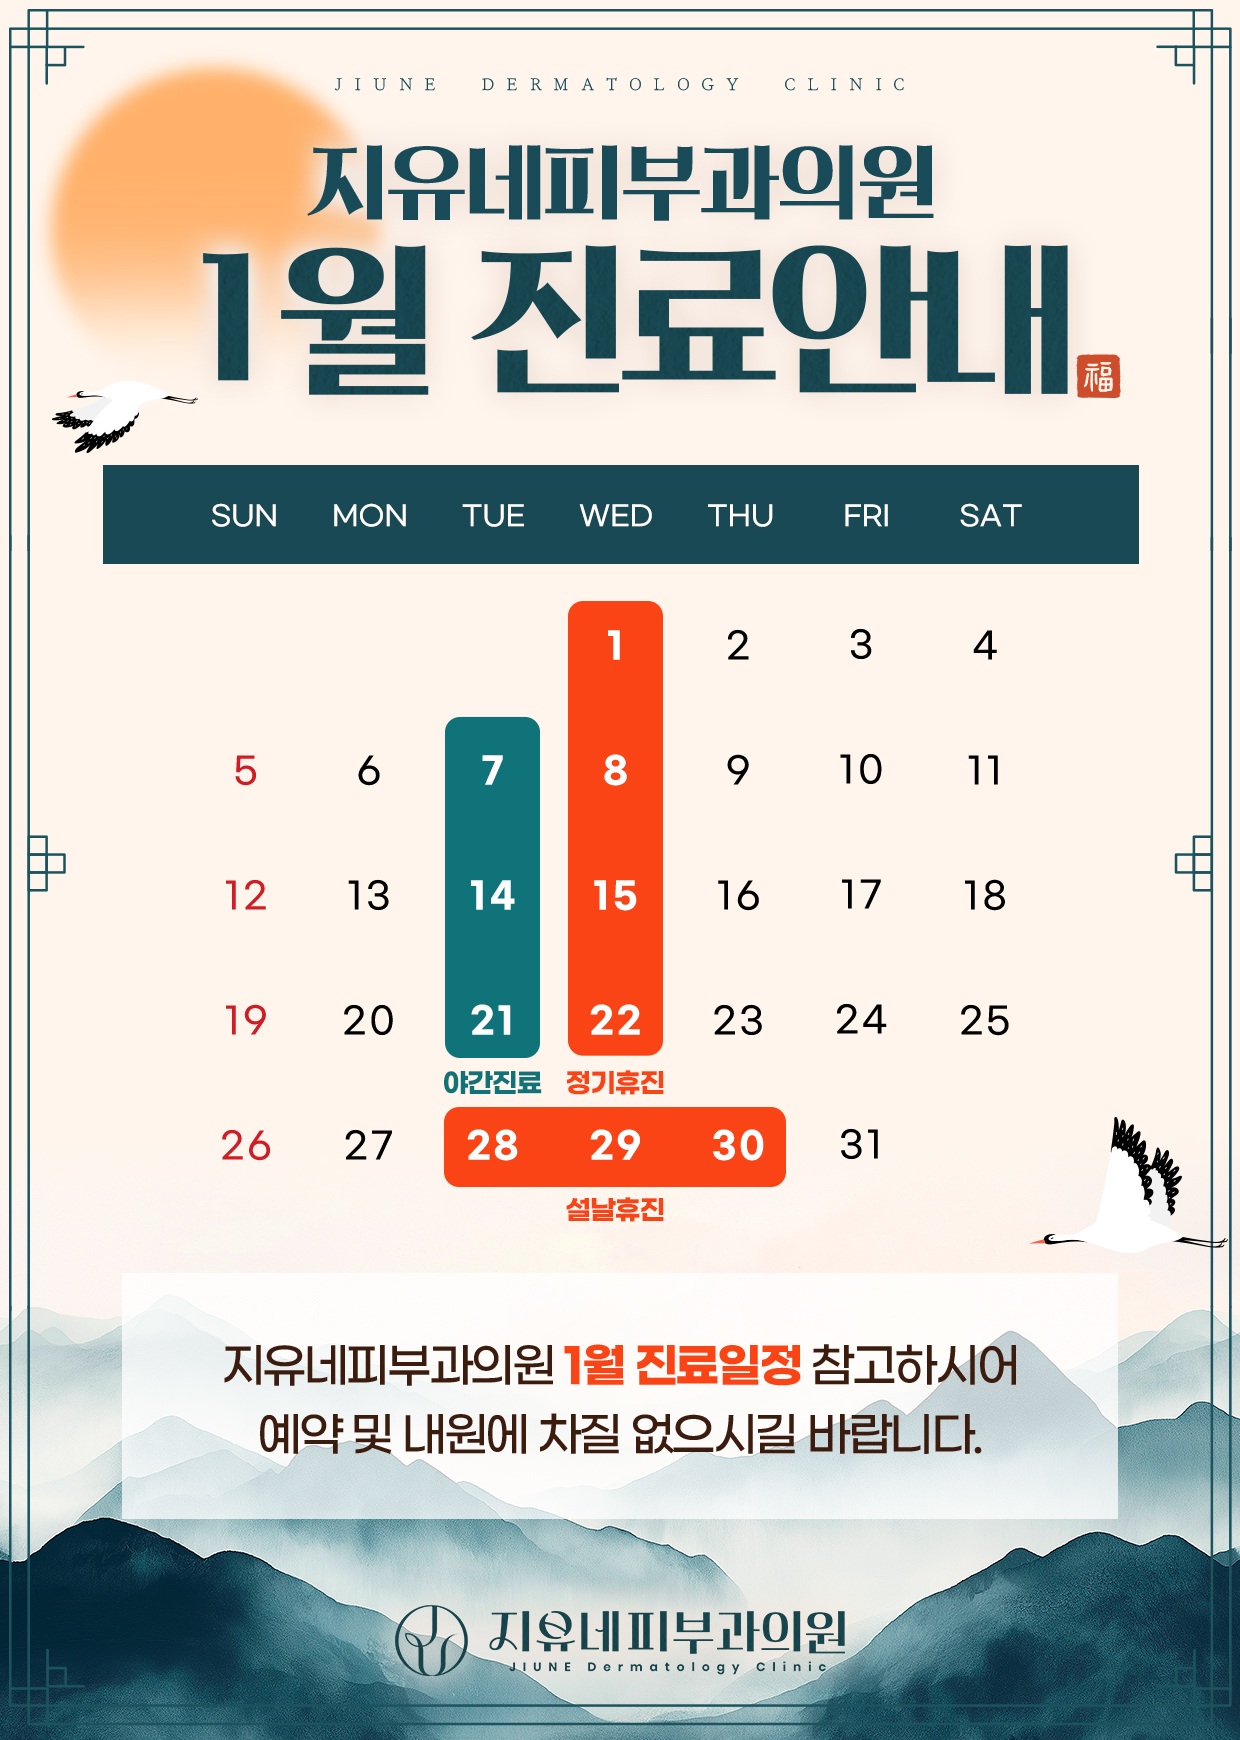 JIUNE DERMATOLOGY CLINIC
지유네피부과의원
1월 진료안내
福
SUN MON TUE WED THU FRI SAT
1 2 3 4
5 6 7 8 9 10 11
12 13 14 15 16 17 18
19 20 21 22 23 24 25
야간진료 정기휴진
26 27 28 29 30 31
설날휴진
지유네피부과의원 1월 진료일정 참고하시어
예약 및 내원에 차질 없으시길 바랍니다.
지유네피부과의원
JIUNE Dermatology Clinic